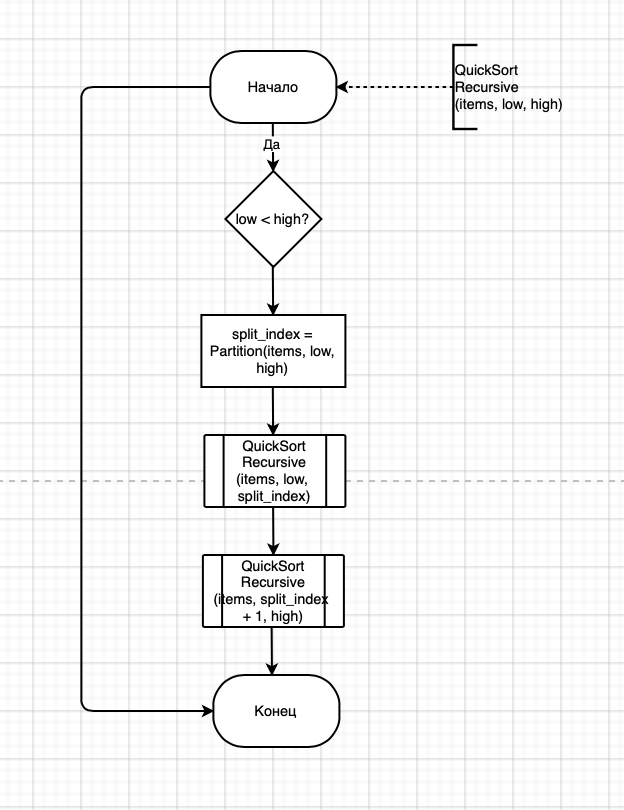 Начало
QuickSort
Recursive
(items, low, high)
Да
low < high?
split_index =
Partition(items, low,
high)
QuickSort
Recursive
(items, low,
split_index)
QuickSort
Recursive
(items, split_index
+ 1, high)
Конец